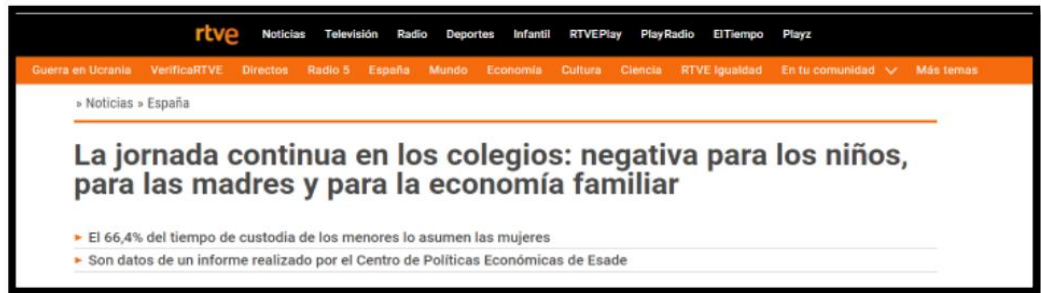 rtve Noticias Televisión Radio Deportes Infantil RTVEPlay PlayRadio ElTiempo Playz
Guerra en Ucrania VerificaRTVE Directos Radio 5 España Mundo Economía Cultura Ciencia RTVE Igualdad En tu comunidad Más temas
» Noticias » España
La jornada continua en los colegios: negativa para los niños,
para las madres y para la economía familiar
► El 66,4% del tiempo de custodia de los menores lo asumen las mujeres
► Son datos de un informe realizado por el Centro de Políticas Económicas de Esade